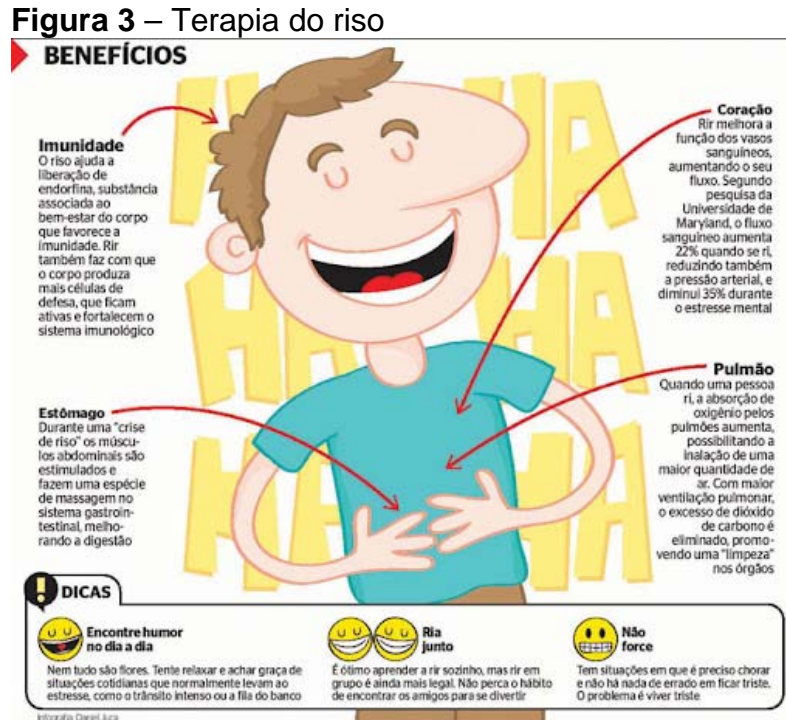 Figura 3 – Terapia do riso
BENEFÍCIOS
Imunidade
O riso ajuda a
liberação de
endorfina, substância
associada ao
bem-estar do corpo
que favorece a
imunidade. Rir
também faz com que
o corpo produza
mais células de
defesa, que ficam
ativas e fortalecem o
sistema imunológico
Estômago
Durante uma "crise
de riso" os múscu-
los abdominais são
estimulados e
fazem uma espécie
de massagem no
sistema gastroin-
testinal, melho-
rando a digestão
HA HA
HA HA
HA HA
Coração
Rir melhora a
função dos vasos
sanguíneos,
aumentando o seu
fluxo. Segundo
pesquisa da
Universidade de
Maryland, o fluxo
sanguíneo aumenta
22% quando se ri,
reduzindo também
a pressão arterial, e
diminui 35% durante
o estresse mental
Pulmão
Quando uma pessoa
ri, a absorção de
oxigênio pelos
pulmões aumenta,
possibilitando a
inalação de uma
maior quantidade de
ar. Com maior
ventilação pulmonar,
o excesso de dióxido
de carbono é
eliminado, promo-
vendo uma "limpeza"
nos órgãos
! DICAS
Encontre humor
no dia a dia
Nem tudo são flores. Tente relaxar e achar graça de
situações cotidianas que normalmente levam ao
estresse, como o trânsito intenso ou a fila do banco
Ria
junto
É ótimo aprender a rir sozinho, mas rir em
grupo é ainda mais legal. Não perca o hábito
de encontrar os amigos para se divertir
Não
force
Tem situações em que é preciso chorar
e não há nada de errado em ficar triste.
O problema é viver triste
Infografia Daniel Juca